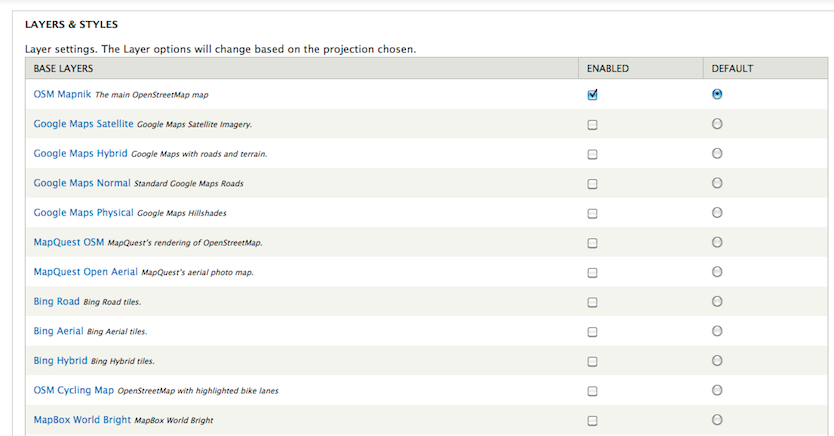 LAYERS & STYLES
Layer settings. The Layer options will change based on the projection chosen.
BASE LAYERS ENABLED DEFAULT
OSM Mapnik The main OpenStreetMap map
Google Maps Satellite Google Maps Satellite Imagery.
Google Maps Hybrid Google Maps with roads and terrain.
Google Maps Normal Standard Google Maps Roads
Google Maps Physical Google Maps Hillshades
MapQuest OSM MapQuest's rendering of OpenStreetMap.
MapQuest Open Aerial MapQuest's aerial photo map.
Bing Road Bing Road tiles.
Bing Aerial Bing Aerial tiles.
Bing Hybrid Bing Hybrid tiles.
OSM Cycling Map OpenStreetMap with highlighted bike lanes
MapBox World Bright MapBox World Bright